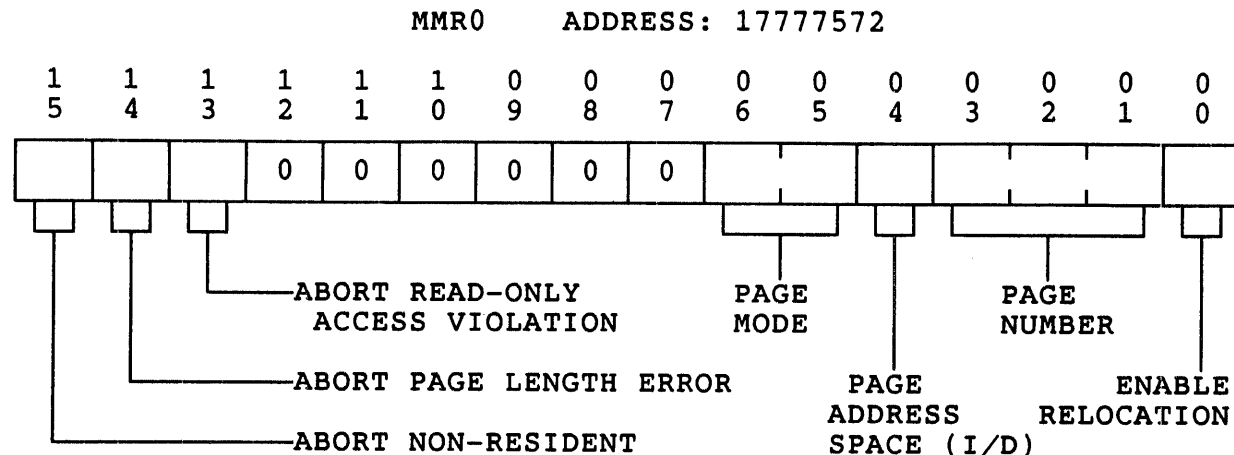 MMR0 ADDRESS: 17777572
1 1 1 1 1 1 0 0 0 0 0 0 0 0 0 0
5 4 3 2 1 0 9 8 7 6 5 4 3 2 1 0
0 0 0 0 0 0
ABORT READ-ONLY PAGE PAGE
ACCESS VIOLATION MODE NUMBER
ABORT PAGE LENGTH ERROR PAGE ENABLE
ADDRESS RELOCATION
ABORT NON-RESIDENT SPACE (I/D)